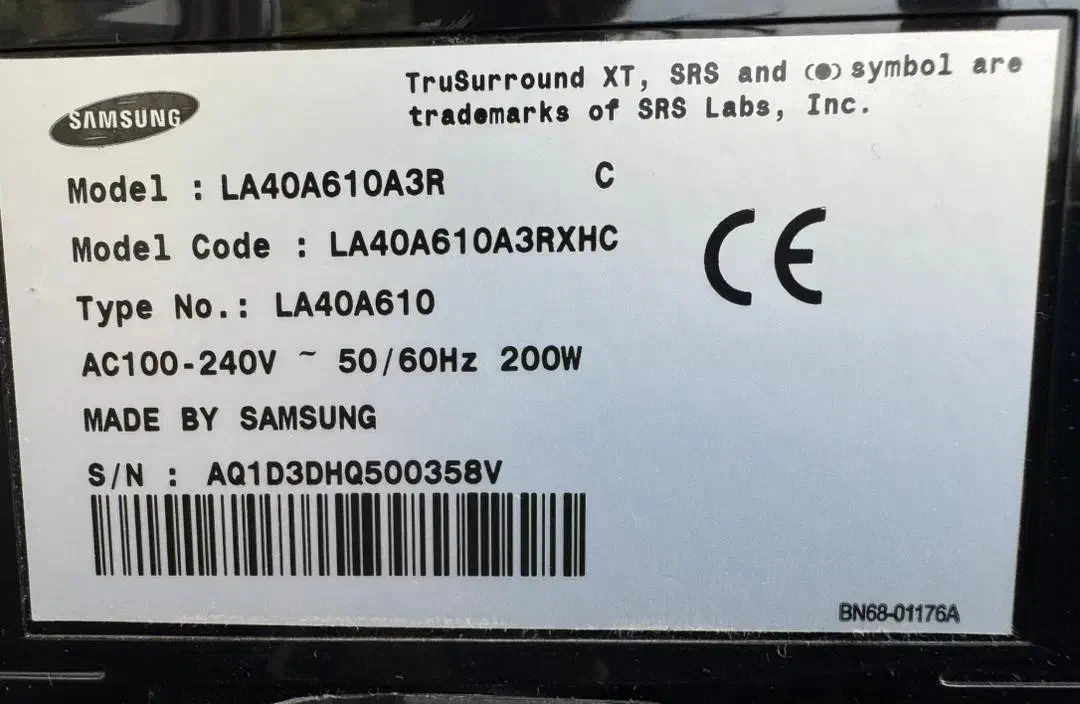 TruSurround XT, SRS and (●) symbol are
trademarks of SRS Labs, Inc.
SAMSUNG
Model : LA40A610A3R C
Model Code : LA40A610A3RXHC
Type No.: LA40A610
AC100-240V ~ 50/60Hz 200W
MADE BY SAMSUNG
S/N : AQ1D3DHQ500358V
CE
BN68-01176A